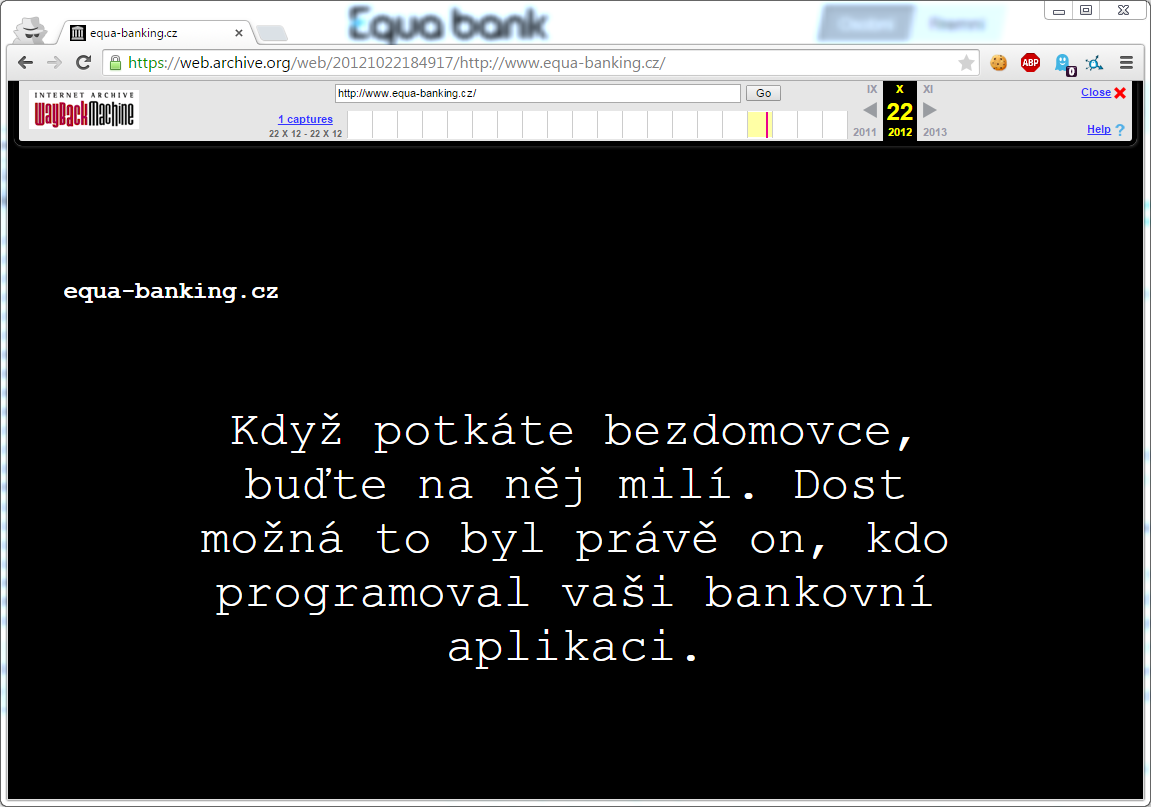 Equa bank
equa-banking.cz
https://web.archive.org/web/20121022184917/http://www.equa-banking.cz/
ABP
0
INTERNET ARCHIVE
WayBackMachine
http://www.equa-banking.cz/
Go
1 captures
22 X 12 - 22 X 12
IX
X
XI
22
2011
2012
2013
Close
Help
?
equa-banking.cz
Když potkáte bezdomovce,
buďte na něj milí. Dost
možná to byl právě on, kdo
programoval vaši bankovní
aplikaci.